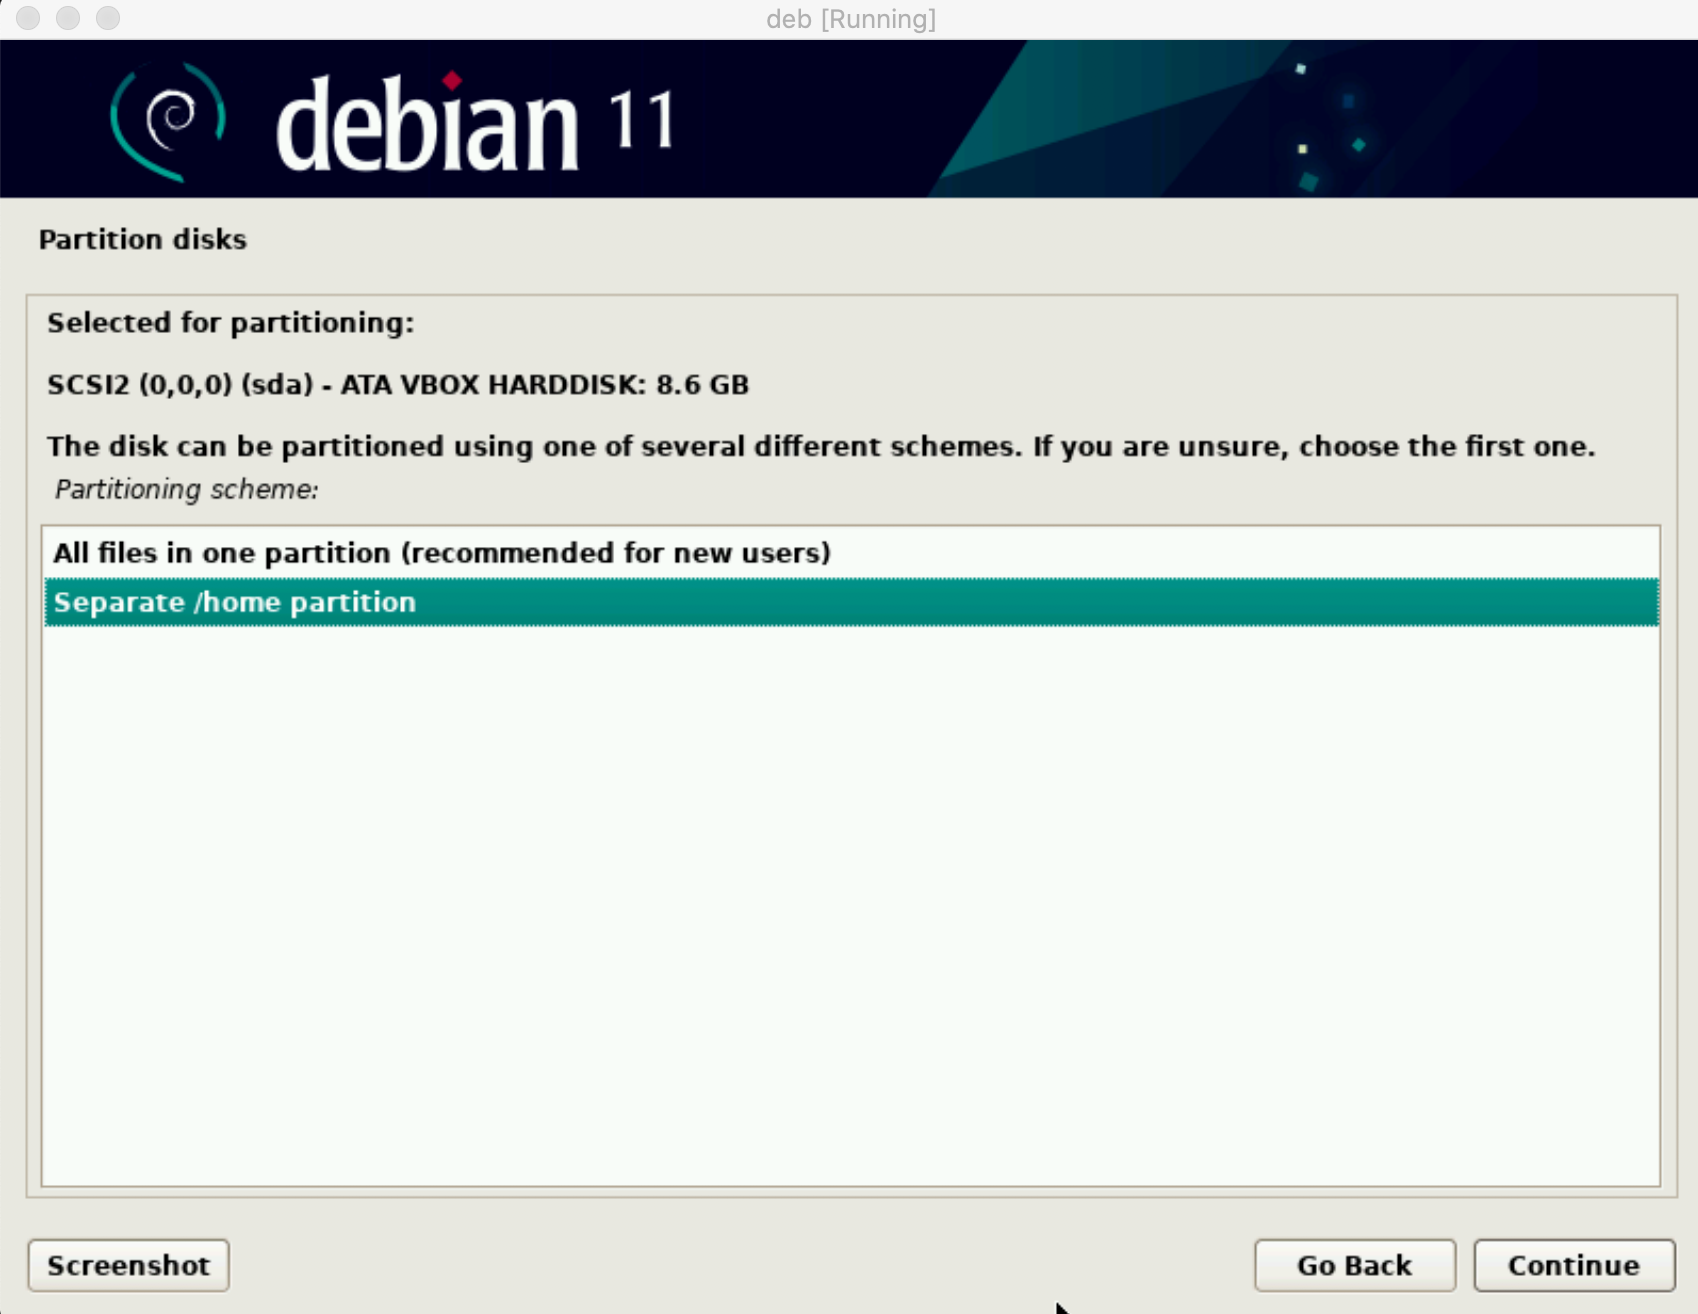 deb [Running]
debian 11
Partition disks
Selected for partitioning:
SCSI2 (0,0,0) (sda) - ATA VBOX HARDDISK: 8.6 GB
The disk can be partitioned using one of several different schemes. If you are unsure, choose the first one.
Partitioning scheme:
All files in one partition (recommended for new users)
Separate /home partition
Screenshot
Go Back
Continue